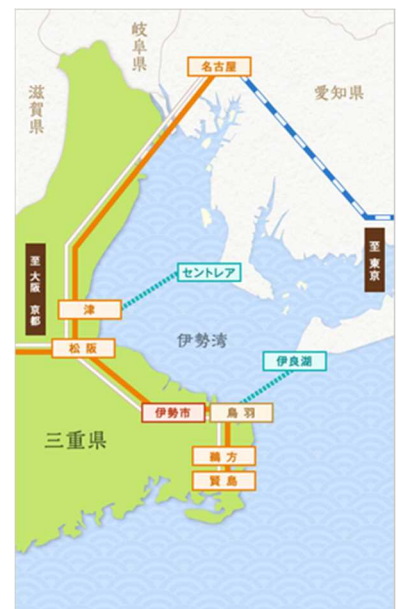 岐阜県
名古屋
滋賀県
愛知県
至 大阪 京都
至 東京
セントレア
津
伊勢湾
松阪
伊良湖
伊勢市
鳥羽
三重県
鵜方
賢島